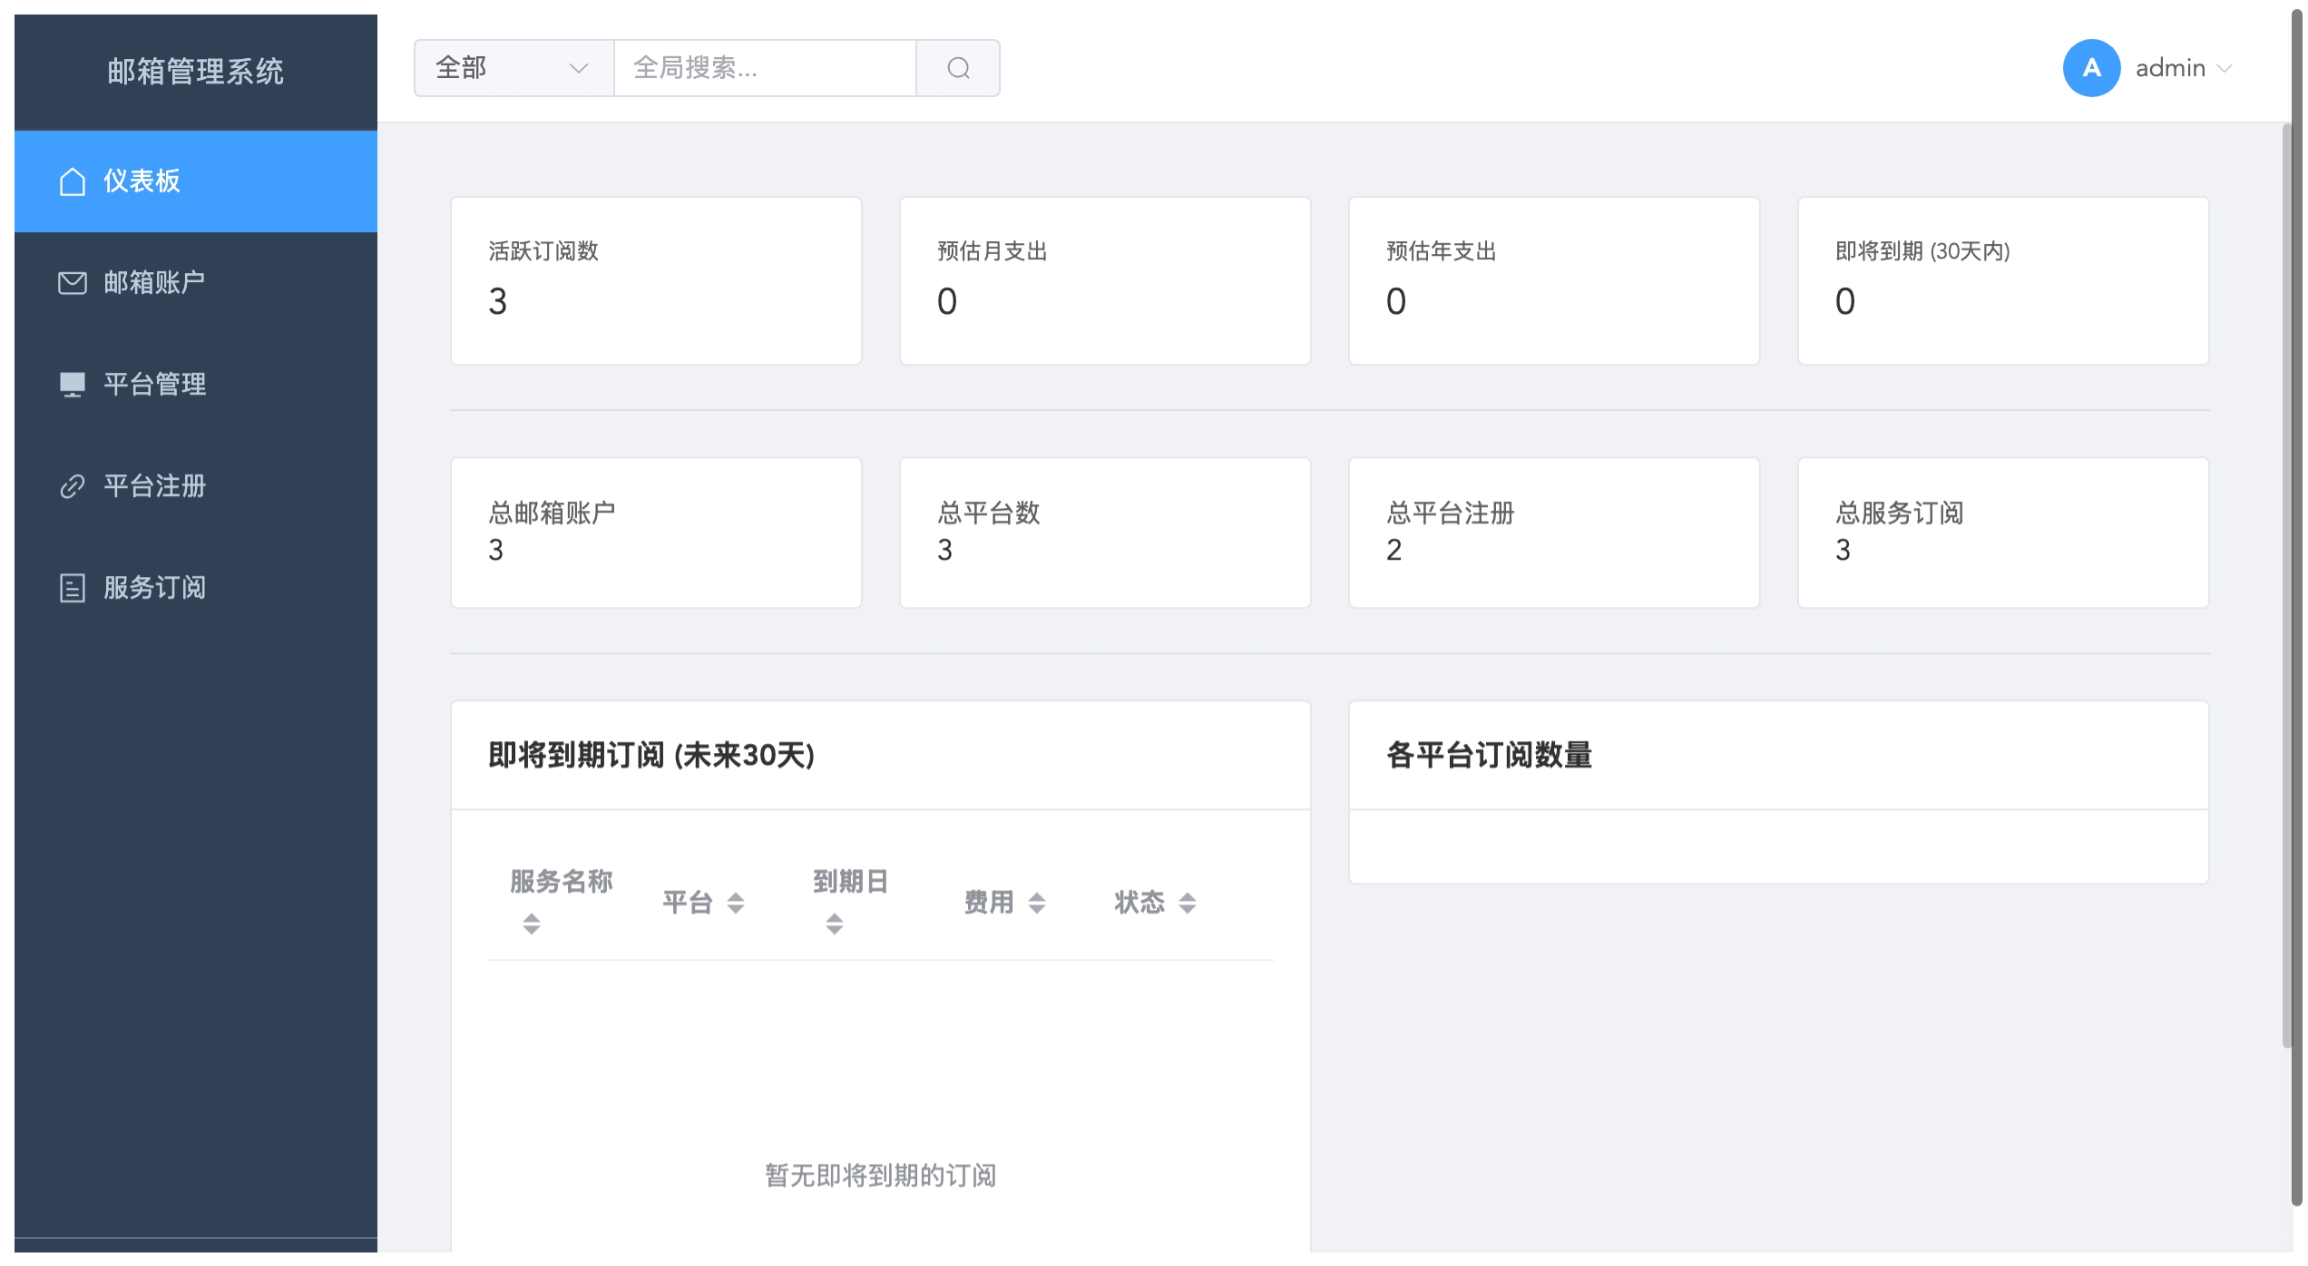 邮箱管理系统
全部
全局搜索...
A
admin
仪表板
邮箱账户
平台管理
平台注册
服务订阅
活跃订阅数
3
预估月支出
0
预估年支出
0
即将到期 (30天内)
0
总邮箱账户
3
总平台数
3
总平台注册
2
总服务订阅
3
即将到期订阅 (未来30天)
服务名称
平台
到期日
费用
状态
暂无即将到期的订阅
各平台订阅数量